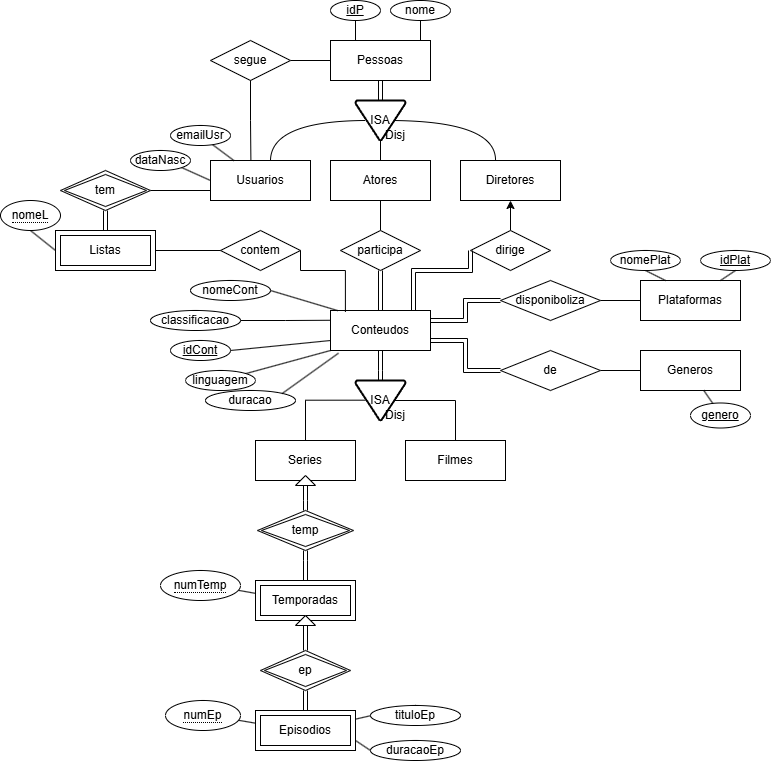 idP
nome
segue
Pessoas
ISA
Disj
emailUsr
dataNasc
Usuarios
Atores
Diretores
tem
nomeL
Listas
contem
participa
dirige
nomeCont
nomePlat
idPlat
classificacao
Conteudos
disponiboliza
Plataformas
idCont
linguagem
duracao
de
Generos
ISA
Disj
genero
Series
Filmes
temp
numTemp
Temporadas
ep
numEp
Episodios
tituloEp
duracaoEp